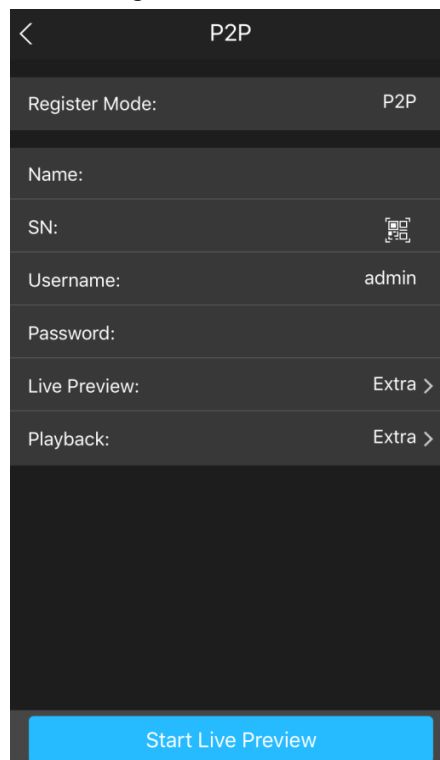 P2P
Register Mode: P2P
Name:
SN:
Username: admin
Password:
Live Preview: Extra
Playback: Extra
Start Live Preview